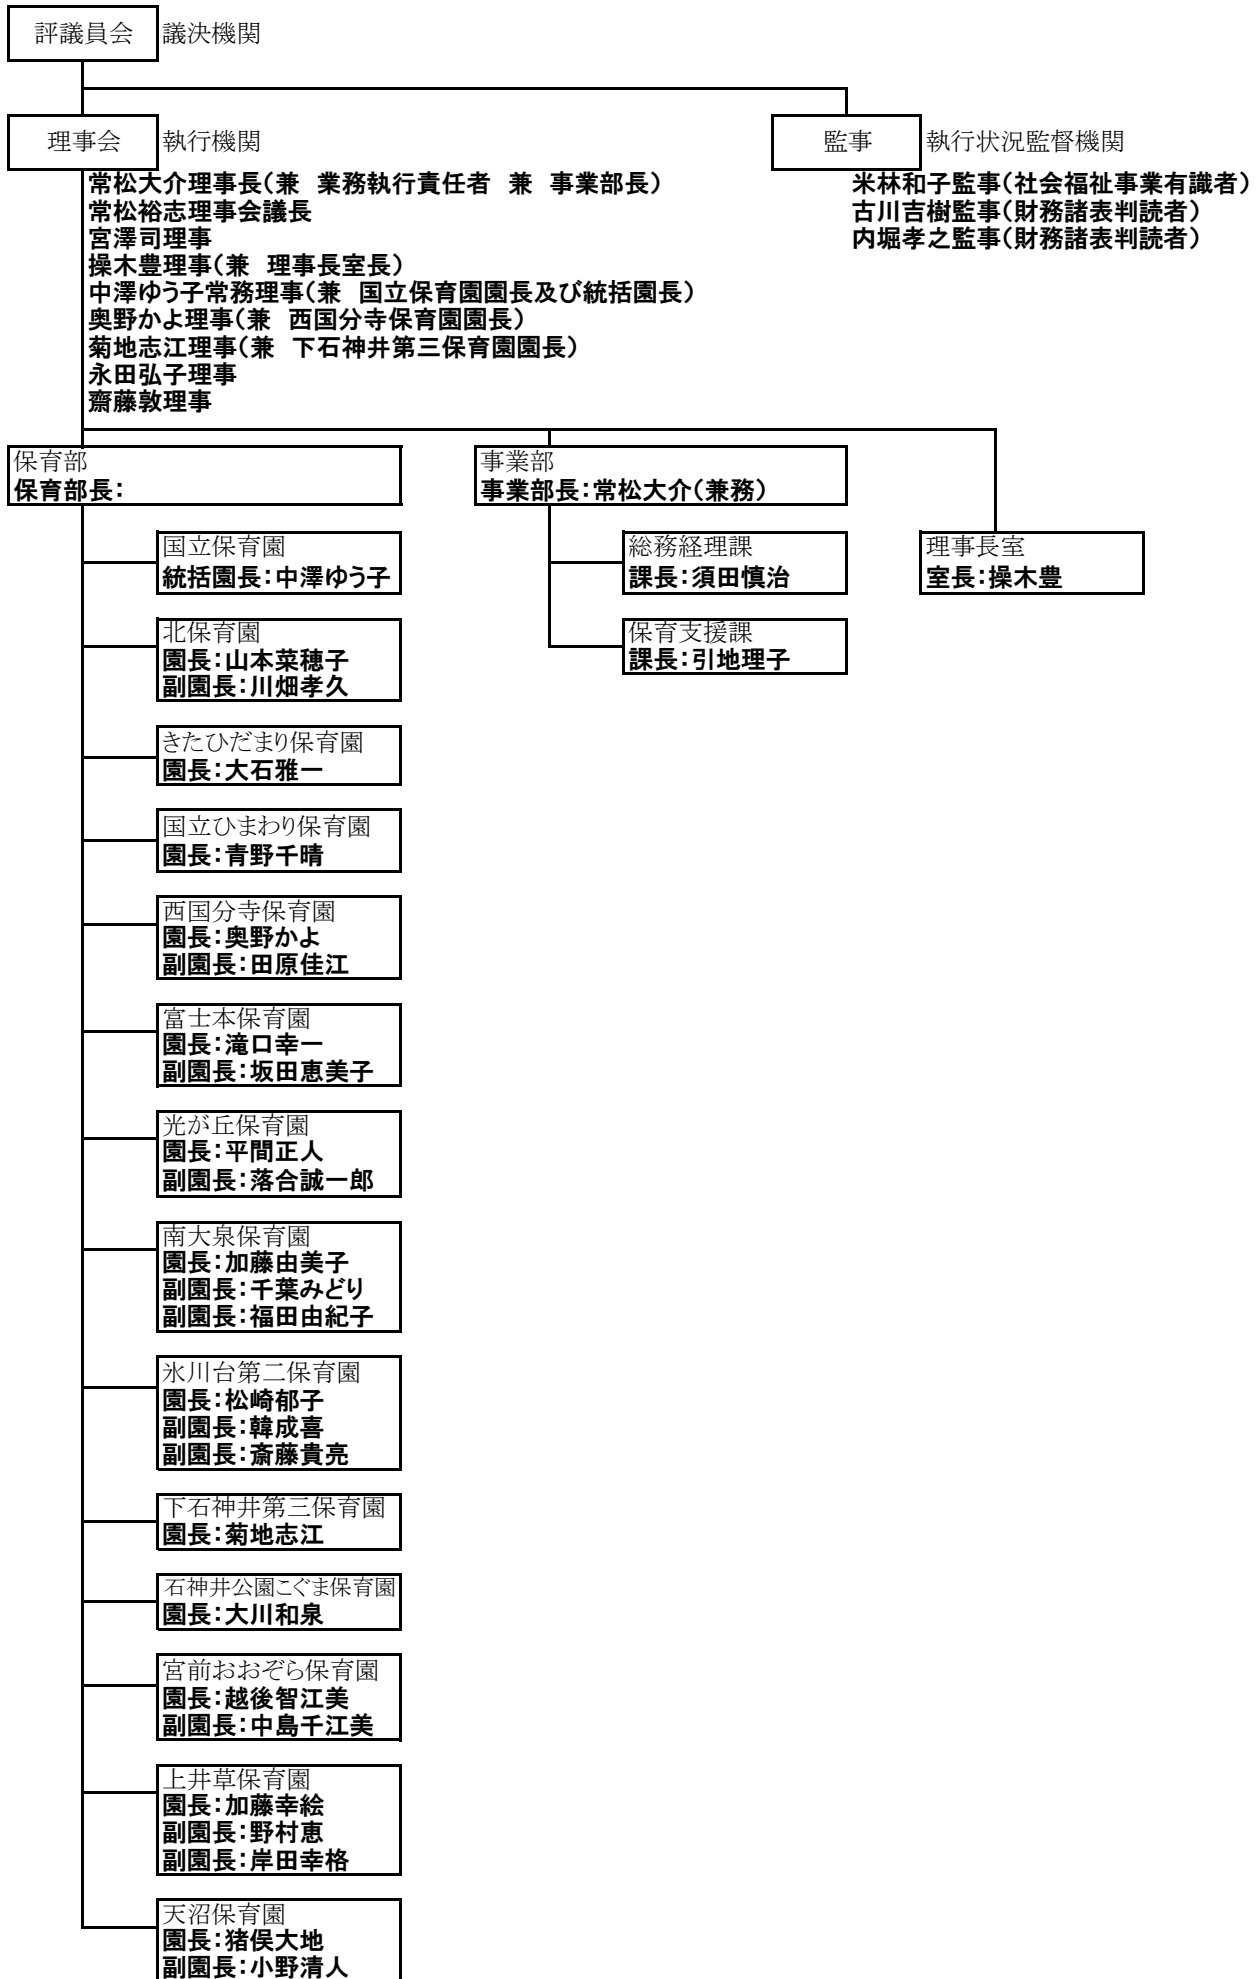 評議員会 議決機関
理事会 執行機関
常松大介理事長（兼　業務執行責任者　兼　事業部長）
常松裕志理事会議長
宮澤司理事
操木豊理事（兼　理事長室長）
中澤ゆう子常務理事（兼　国立保育園園長及び統括園長）
奥野かよ理事（兼　西国分寺保育園園長）
菊地志江理事（兼　下石神井第三保育園園長）
永田弘子理事
齋藤敦理事
監事 執行状況監督機関
米林和子監事（社会福祉事業有識者）
古川吉樹監事（財務諸表判読者）
内堀孝之監事（財務諸表判読者）
保育部
保育部長：
国立保育園
統括園長：中澤ゆう子
北保育園
園長：山本菜穂子
副園長：川畑孝久
きたひだまり保育園
園長：大石雅一
国立ひまわり保育園
園長：青野千晴
西国分寺保育園
園長：奥野かよ
副園長：田原佳江
富士本保育園
園長：滝口幸一
副園長：坂田恵美子
光が丘保育園
園長：平間正人
副園長：落合誠一郎
南大泉保育園
園長：加藤由美子
副園長：千葉みどり
副園長：福田由紀子
氷川台第二保育園
園長：松崎郁子
副園長：韓成喜
副園長：斎藤貴亮
下石神井第三保育園
園長：菊地志江
石神井公園こぐま保育園
園長：大川和泉
宮前おおぞら保育園
園長：越後智江美
副園長：中島千江美
上井草保育園
園長：加藤幸絵
副園長：野村恵
副園長：岸田幸格
天沼保育園
園長：猪俣大地
副園長：小野清人
事業部
事業部長：常松大介（兼務）
総務経理課
課長：須田慎治
保育支援課
課長：引地理子
理事長室
室長：操木豊